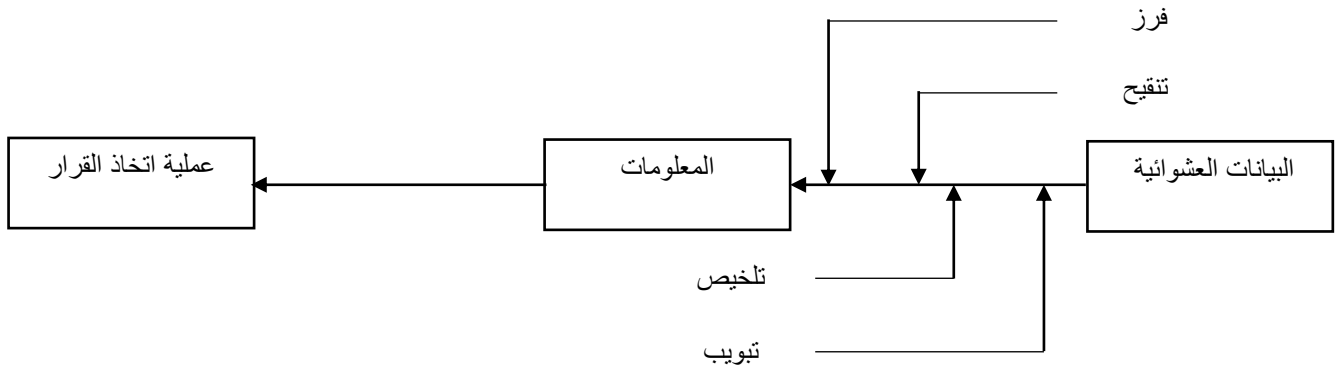 فرز
تنقيح
البيانات العشوائية
المعلومات
عملية اتخاذ القرار
تلخيص
تبويب